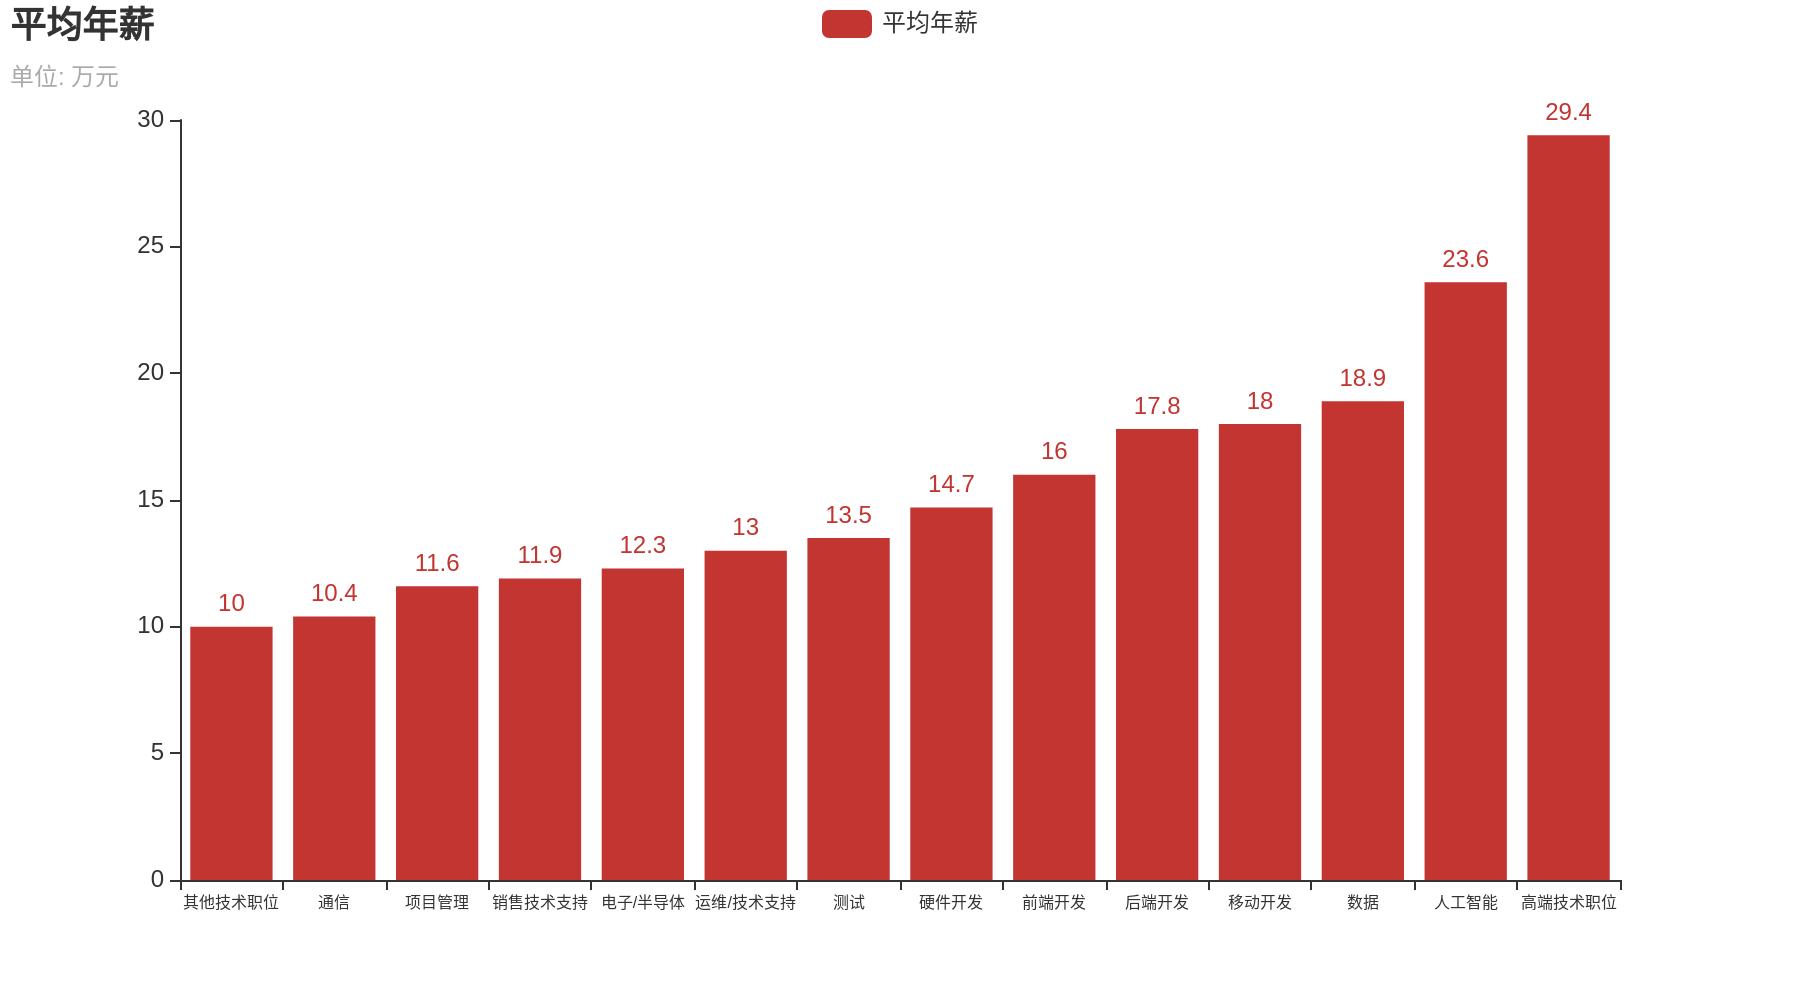 平均年薪
平均年薪
单位: 万元
30
25
20
15
10
5
0
10
10.4
11.6
11.9
12.3
13
13.5
14.7
16
17.8
18
18.9
23.6
29.4
其他技术职位
通信
项目管理
销售技术支持
电子/半导体
运维/技术支持
测试
硬件开发
前端开发
后端开发
移动开发
数据
人工智能
高端技术职位